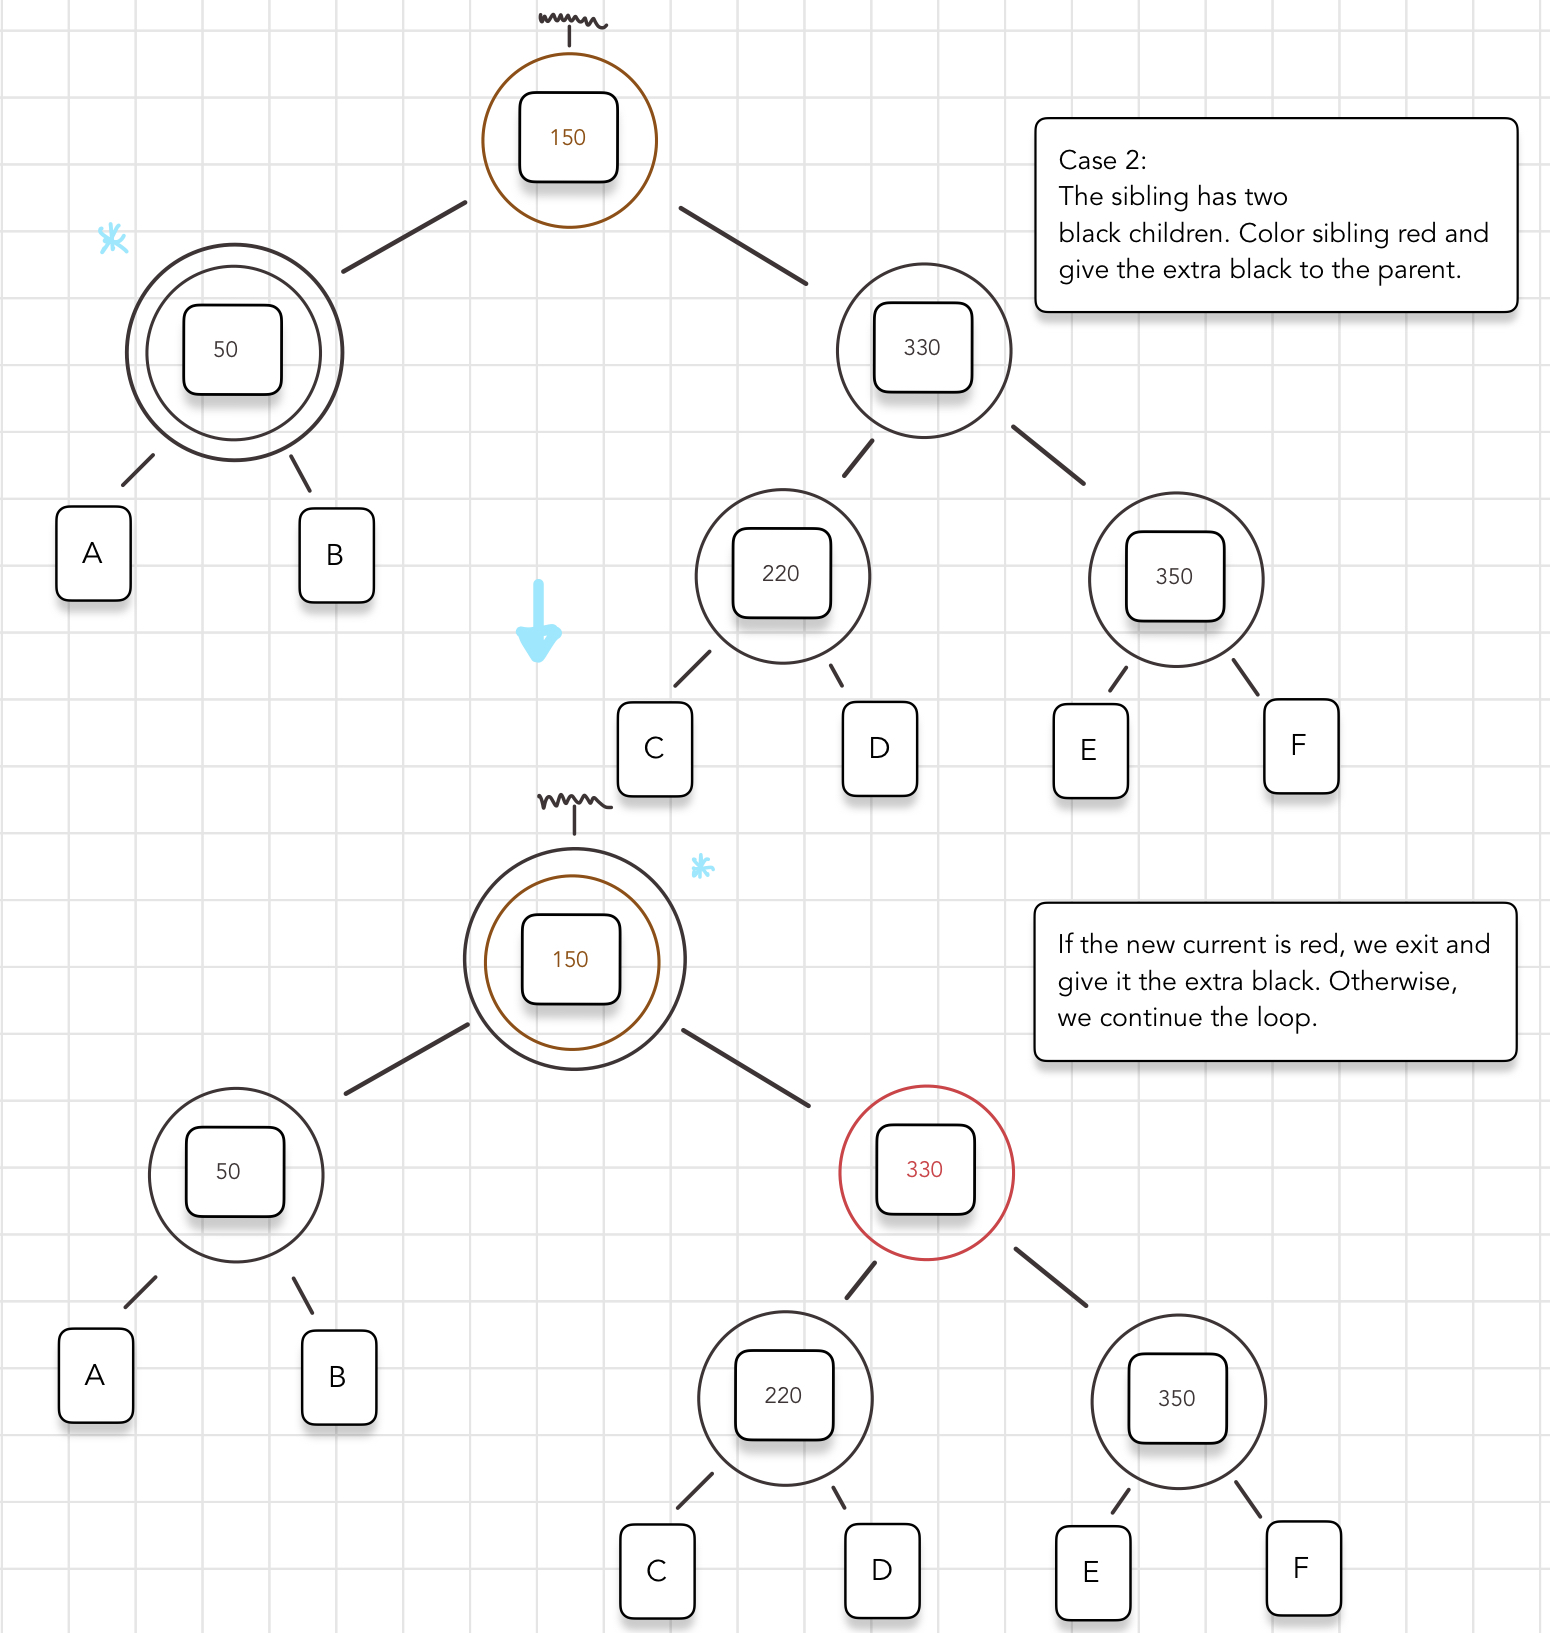 150
Case 2:
The sibling has two
black children. Color sibling red and
give the extra black to the parent.
50
330
A
B
220
350
C
D
E
F
150
If the new current is red, we exit and
give it the extra black. Otherwise,
we continue the loop.
50
330
A
B
220
350
C
D
E
F